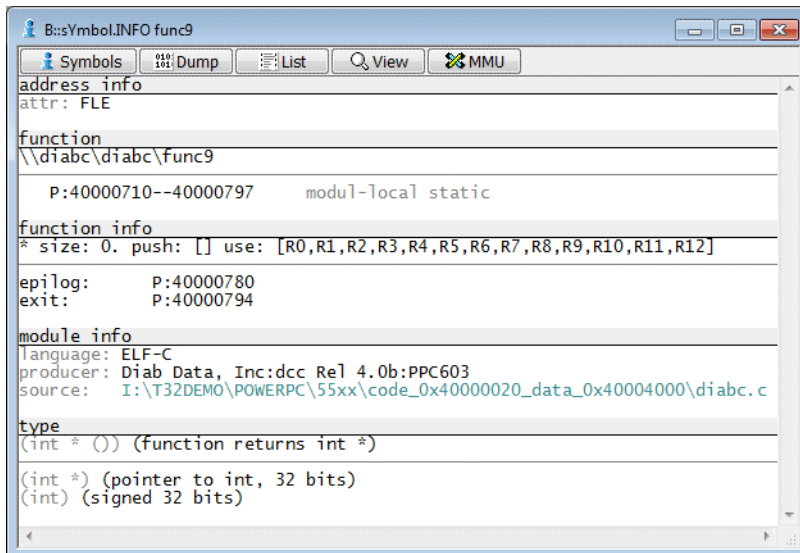 B::sYmbol.INFO func9
Symbols Dump List View MMU
address info
attr: FLE
function
\\diabc\diabc\func9
P:40000710--40000797 modul-local static
function info
* size: 0. push: [] use: [R0,R1,R2,R3,R4,R5,R6,R7,R8,R9,R10,R11,R12]
epilog: P:40000780
exit: P:40000794
module info
language: ELF-C
producer: Diab Data, Inc:dcc Rel 4.0b:PPC603
source: I:\T32DEMO\POWERPC\55xx\code_0x40000020_data_0x40004000\diabc.c
type
(int * ()) (function returns int *)
(int *) (pointer to int, 32 bits)
(int) (signed 32 bits)